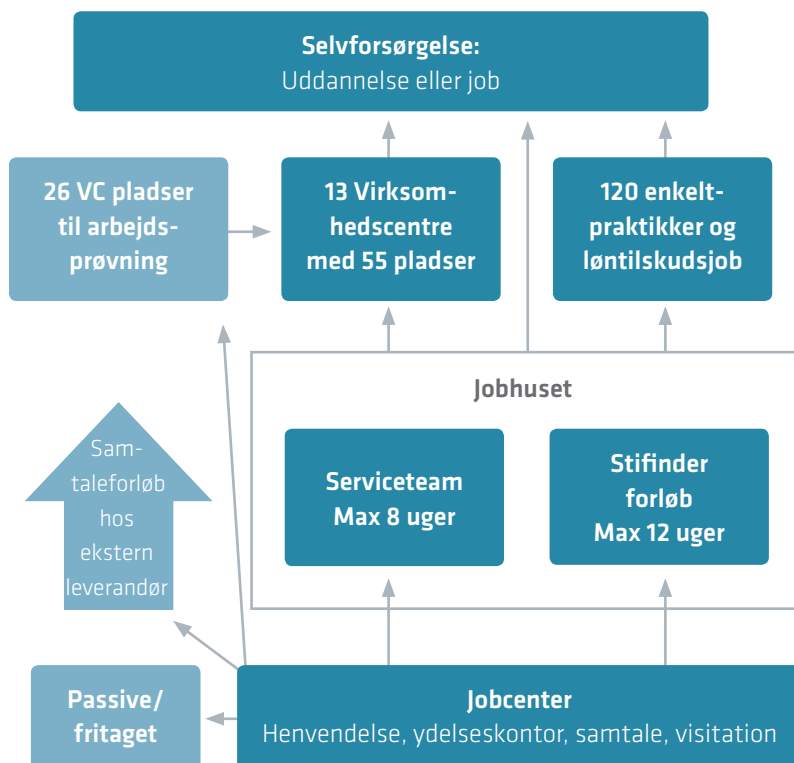 Selvforsørgelse:
Uddannelse eller job
26 VC pladser
til arbejds-
prøvning
13 Virksom-
hedscentre
med 55 pladser
120 enkelt-
praktikker og
løntilskudsjob
Jobhuset
Sam-
taleforløb
hos
ekstern
leverandør
Serviceteam
Max 8 uger
Stifinder
forløb
Max 12 uger
Passive/
fritaget
Jobcenter
Henvendelse, ydelseskontor, samtale, visitation